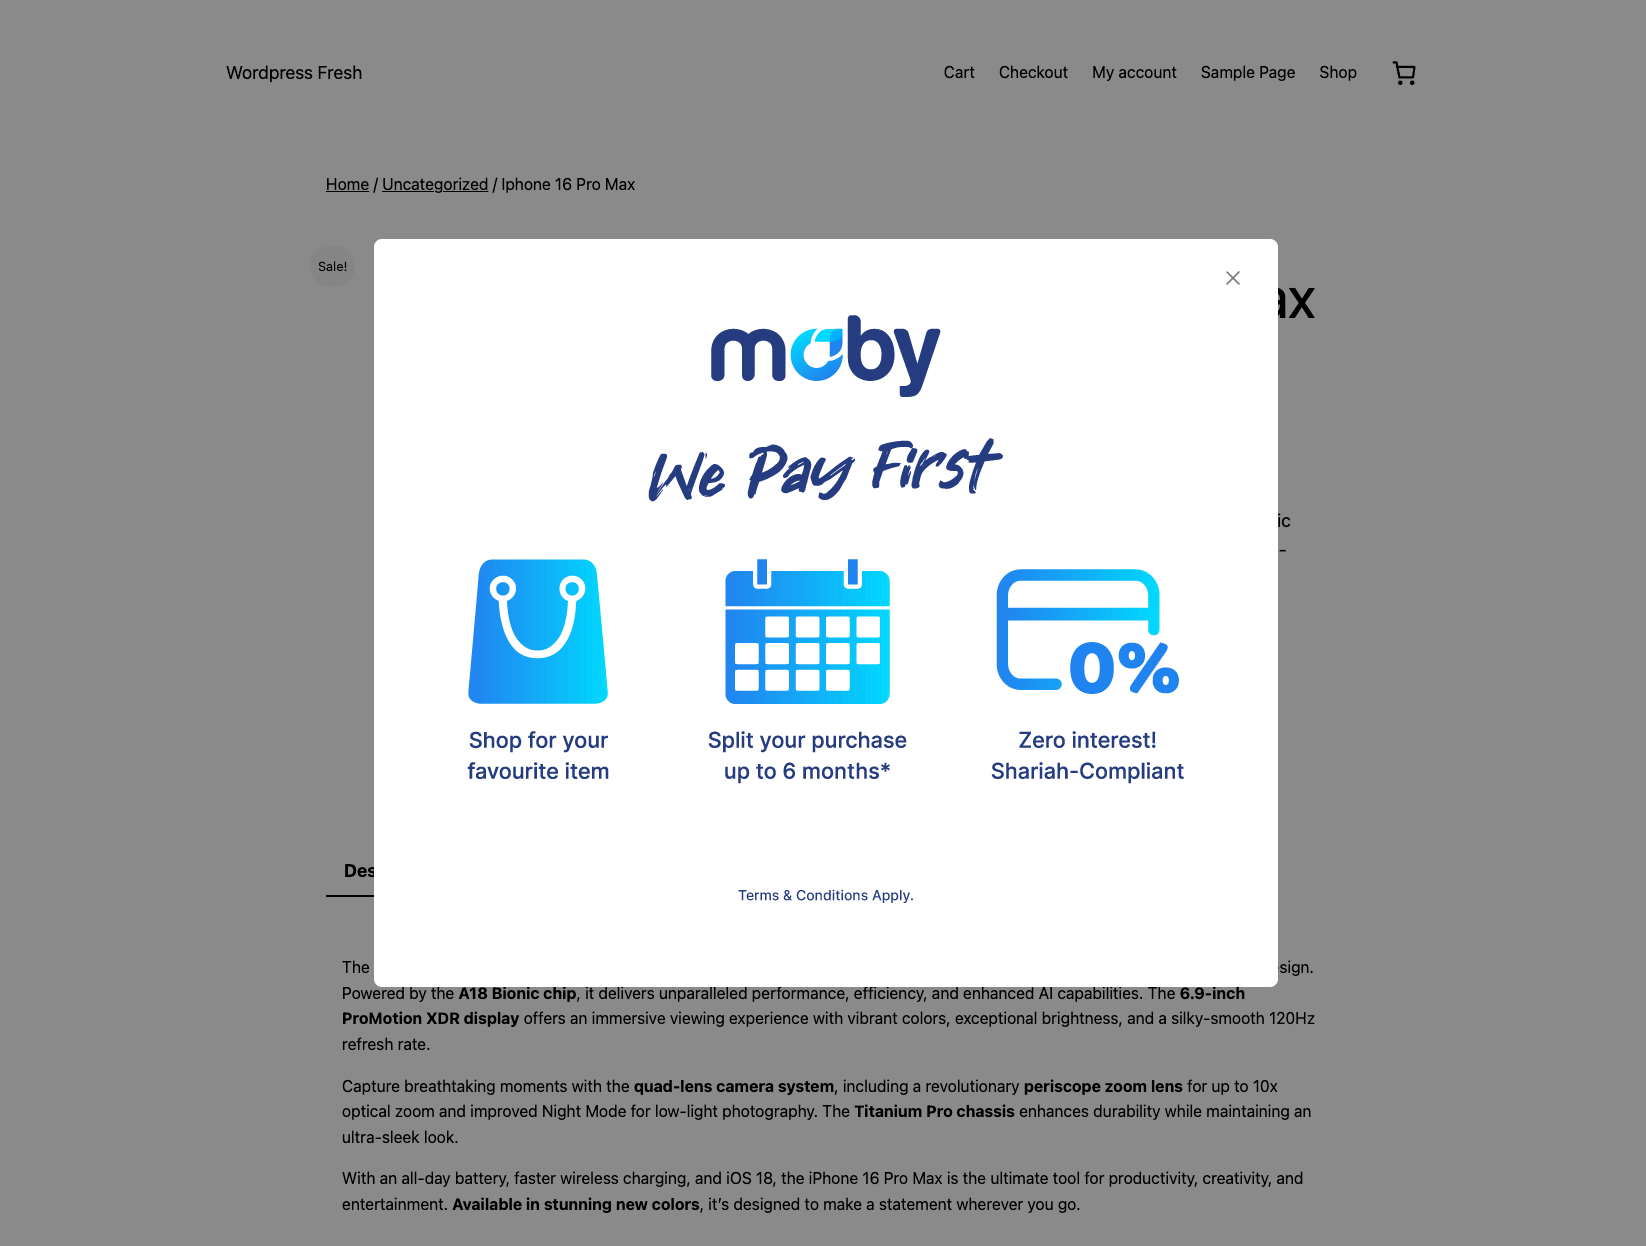 Wordpress Fresh
Cart Checkout My account Sample Page Shop
Home / Uncategorized / Iphone 16 Pro Max
Sale!
moby
We Pay First
0%
Shop for your
favourite item
Split your purchase
up to 6 months*
Zero interest!
Shariah-Compliant
Terms & Conditions Apply.
The
Powered by the A18 Bionic chip, it delivers unparalleled performance, efficiency, and enhanced AI capabilities. The 6.9-inch
ProMotion XDR display offers an immersive viewing experience with vibrant colors, exceptional brightness, and a silky-smooth 120Hz
refresh rate.
Capture breathtaking moments with the quad-lens camera system, including a revolutionary periscope zoom lens for up to 10x
optical zoom and improved Night Mode for low-light photography. The Titanium Pro chassis enhances durability while maintaining an
ultra-sleek look.
With an all-day battery, faster wireless charging, and iOS 18, the iPhone 16 Pro Max is the ultimate tool for productivity, creativity, and
entertainment. Available in stunning new colors, it’s designed to make a statement wherever you go.